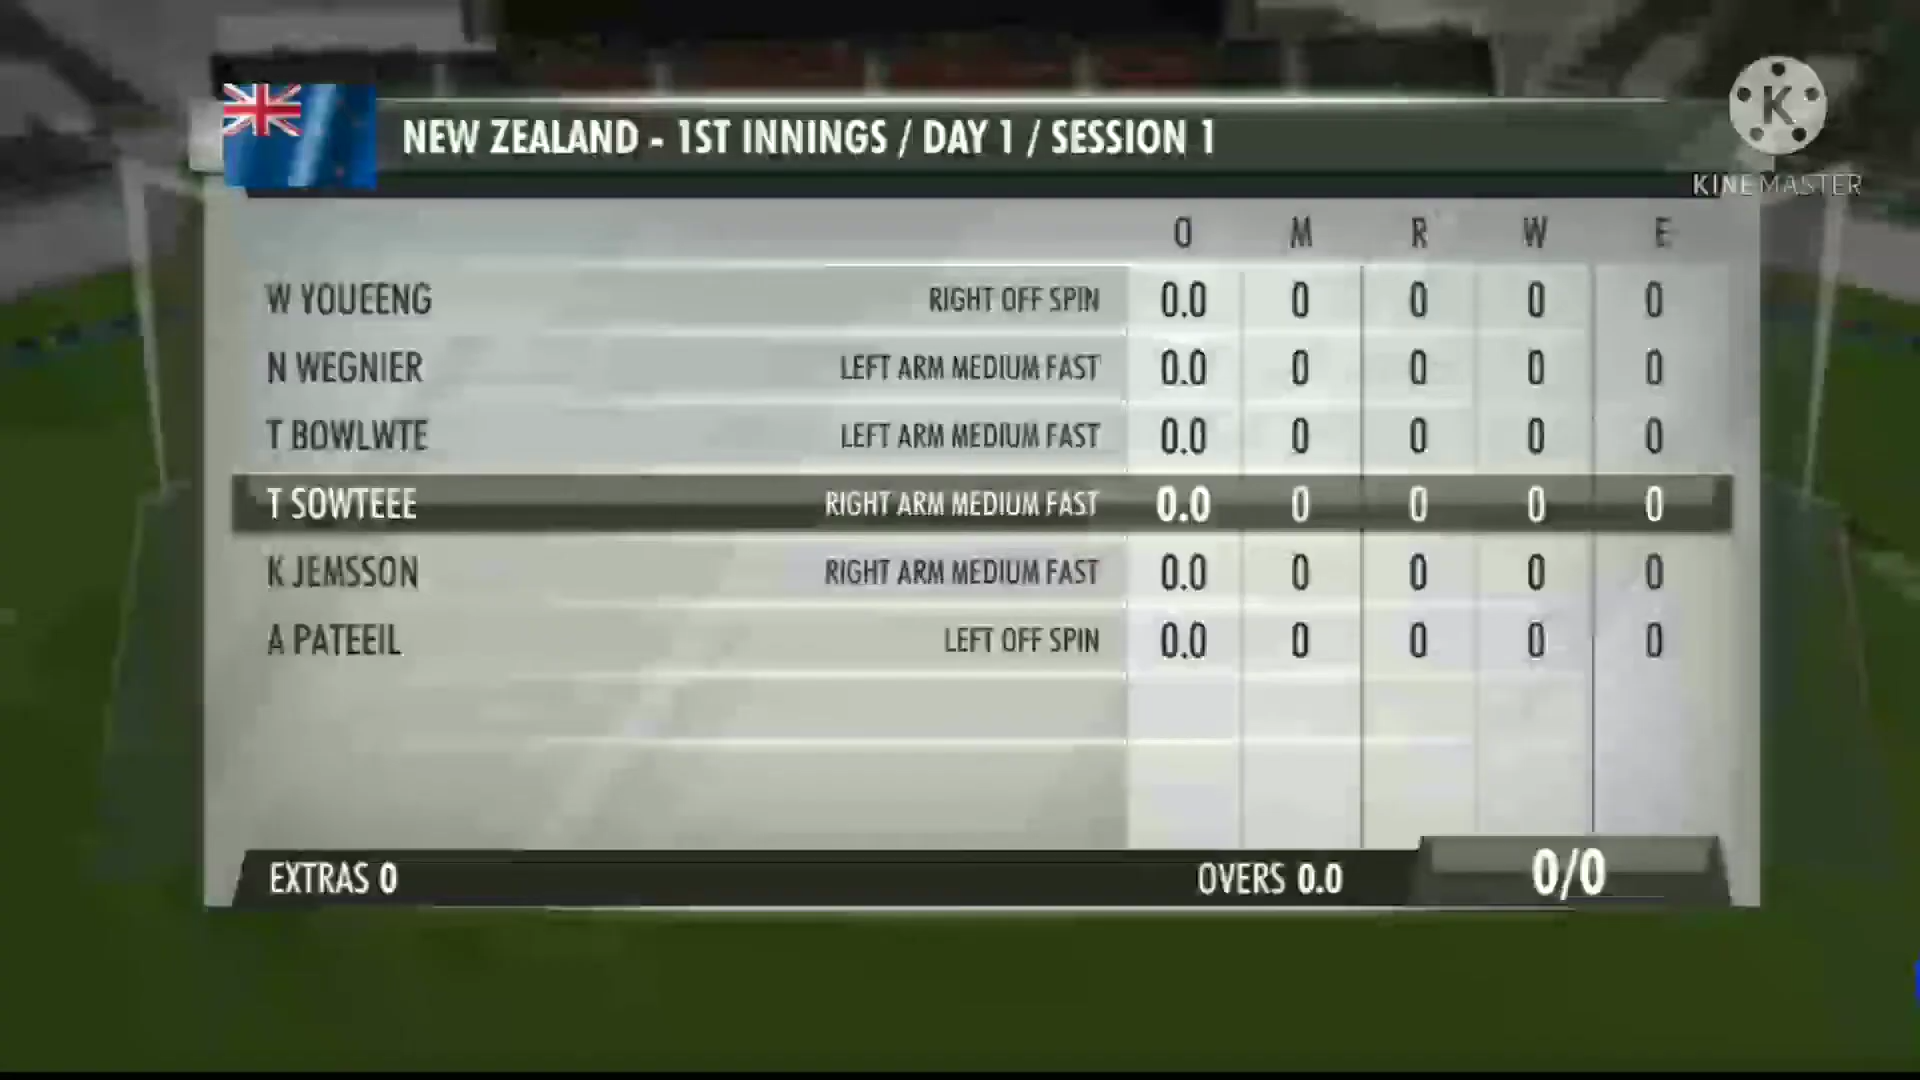 NEW ZEALAND - 1ST INNINGS / DAY 1 / SESSION 1
K
KINEMASTER
O M R W E
W YOUEENG RIGHT OFF SPIN 0.0 0 0 0 0
N WEGNIER LEFT ARM MEDIUM FAST 0.0 0 0 0 0
T BOWLWTE LEFT ARM MEDIUM FAST 0.0 0 0 0 0
T SOWTEEE RIGHT ARM MEDIUM FAST 0.0 0 0 0 0
K JEMSSON RIGHT ARM MEDIUM FAST 0.0 0 0 0 0
A PATEEIL LEFT OFF SPIN 0.0 0 0 0 0
EXTRAS 0 OVERS 0.0 0/0